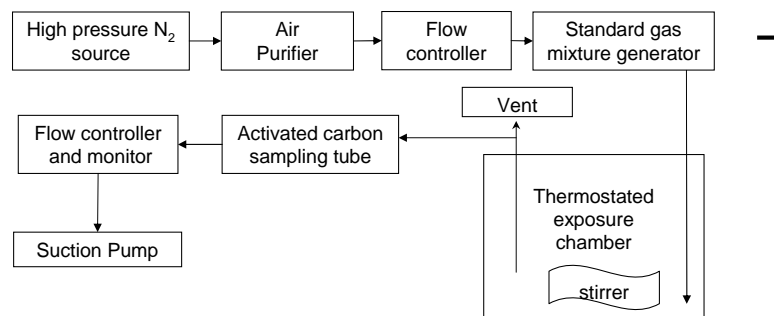 High pressure N₂
source
Air
Purifier
Flow
controller
Standard gas
mixture generator
Vent
Flow controller
and monitor
Activated carbon
sampling tube
Thermostated
exposure
chamber
Suction Pump
stirrer